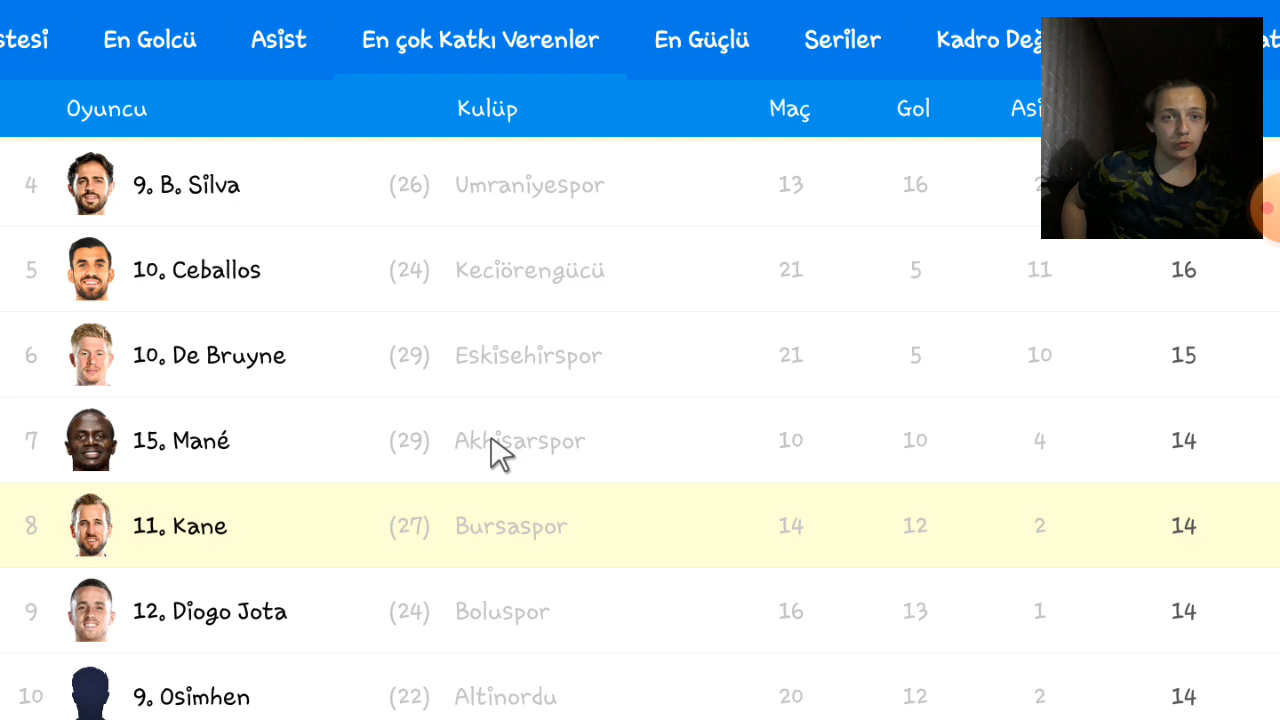 stesi En Golcü Asist En çok Katkı Verenler En Güçlü Seriler Kadro Değ at
Oyuncu Kulüp Maç Gol Asi
4 9. B. Silva (26) Umraniyespor 13 16 2
5 10. Ceballos (24) Keciörengücü 21 5 11 16
6 10. De Bruyne (29) Eskisehirspor 21 5 10 15
7 15. Mané (29) Akhisarspor 10 10 4 14
8 11. Kane (27) Bursaspor 14 12 2 14
9 12. Diogo Jota (24) Boluspor 16 13 1 14
10 9. Osimhen (22) Altinordu 20 12 2 14